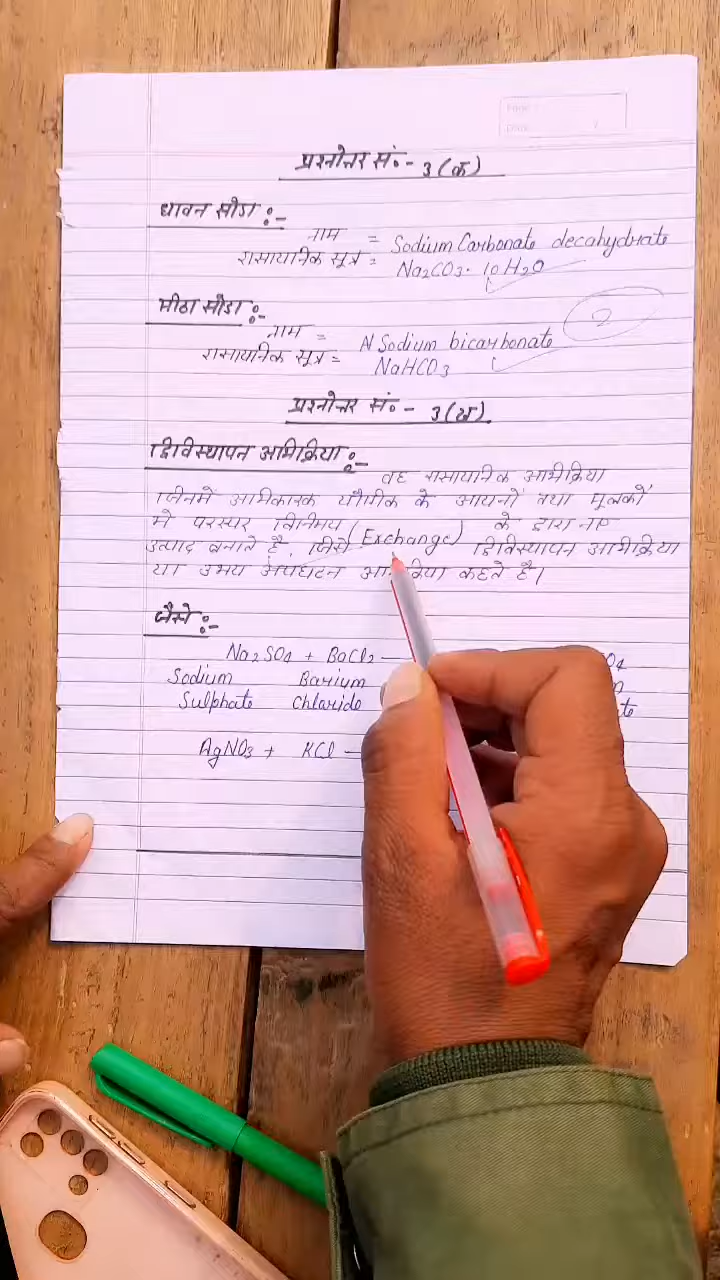 प्रश्नोत्तर सं०- 3(क)
धावन सोडा :-
नाम = Sodium Carbonate decahydrate
रासायनिक सूत्र = Na2CO3. 10H2O
मीठा सोडा :-
2
नाम = N Sodium bicarbonate
रासायनिक सूत्र = NaHCO3
प्रश्नोत्तर सं०- 3(ख)
द्विविस्थापन अभिक्रिया :-
वह रासायनिक अभिक्रिया
जिनमें अभिकारक यौगिक के आयनों तथा मूलकों
में परस्पर विनिमय (Exchange) के द्वारा नए
उत्पाद बनाते है, जिसे द्विविस्थापन अभिक्रिया
या उभय अपघटन कहते है।
जैसे :-
Na2SO4 + BaCl2
Sodium Barium
Sulphate Chloride
AgNO3 + KCl